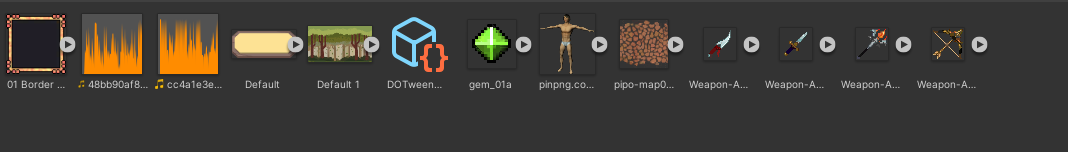 01 Border ...
48bb90af8...
cc4a1e3e...
Default
Default 1
DOTween...
gem_01a
pinpng.co...
pipo-map0...
Weapon-A...
Weapon-A...
Weapon-A...
Weapon-A...